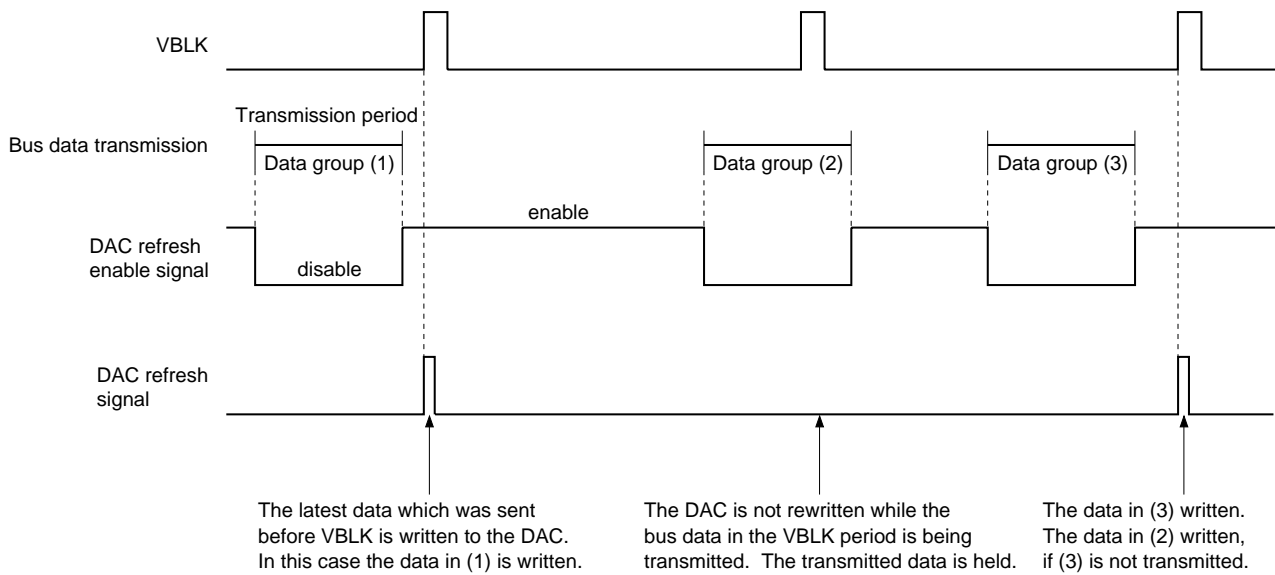 VBLK
Transmission period
Bus data transmission
Data group (1)
Data group (2)
Data group (3)
enable
DAC refresh
enable signal
disable
DAC refresh
signal
The latest data which was sent
before VBLK is written to the DAC.
In this case the data in (1) is written.
The DAC is not rewritten while the
bus data in the VBLK period is being
transmitted.  The transmitted data is held.
The data in (3) written.
The data in (2) written,
if (3) is not transmitted.